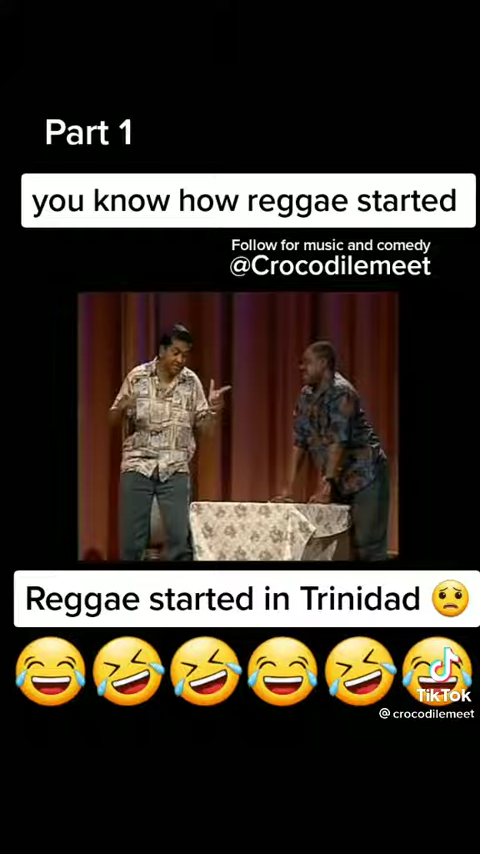 Part 1
you know how reggae started
Follow for music and comedy
@Crocodilemeet
Reggae started in Trinidad 😟
😂🤣🤣😂🤣😂
TikTok
@ crocodilemeet